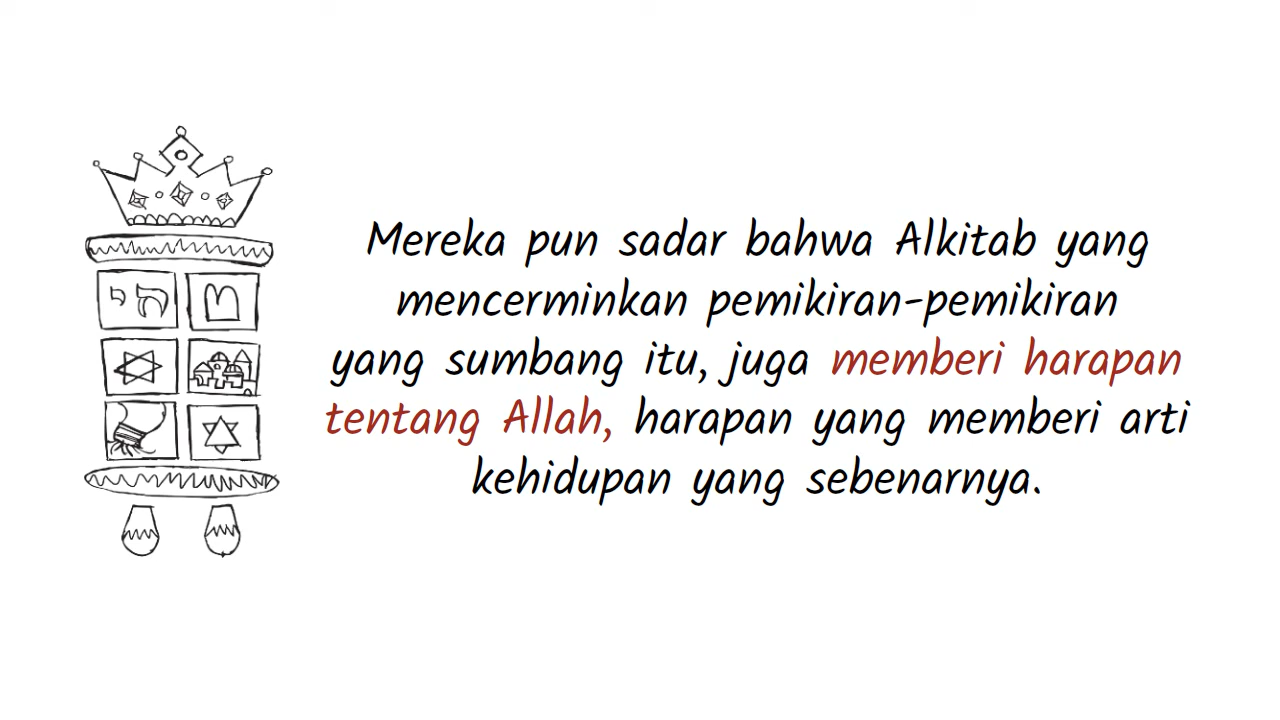 Mereka pun sadar bahwa Alkitab yang
mencerminkan pemikiran-pemikiran
yang sumbang itu, juga memberi harapan
tentang Allah, harapan yang memberi arti
kehidupan yang sebenarnya.